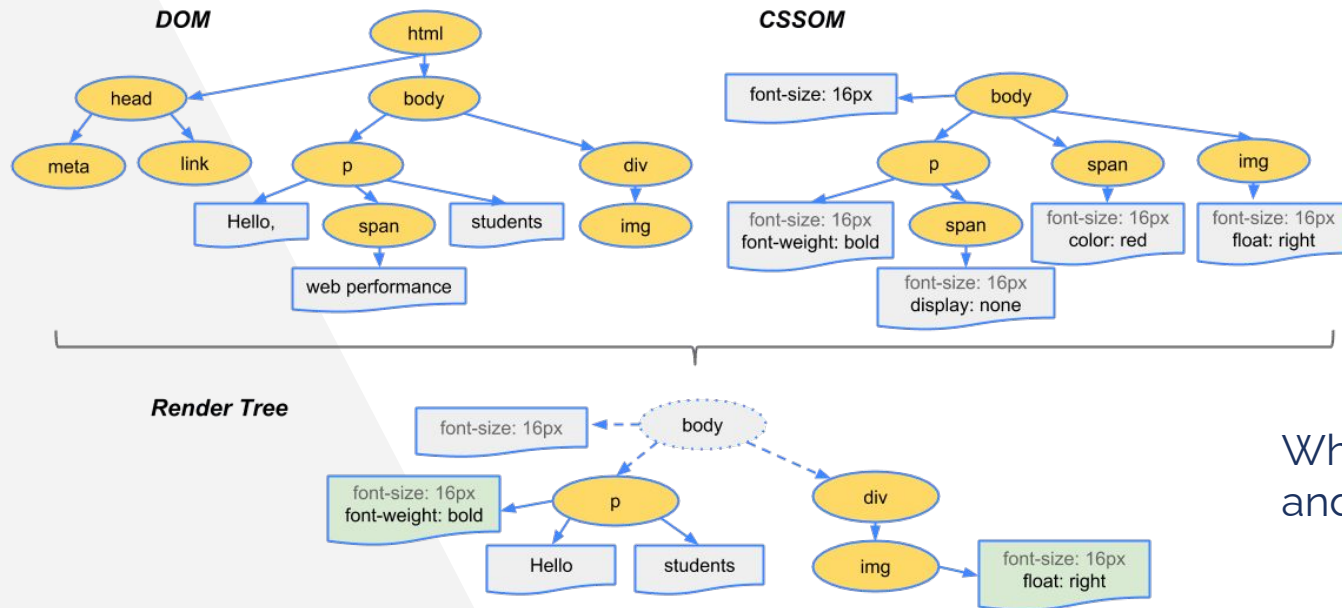 DOM
html
head
body
meta
link
p
div
Hello,
span
students
img
web performance
CSSOM
font-size: 16px
body
p
span
img
font-size: 16px
font-weight: bold
span
font-size: 16px
color: red
font-size: 16px
float: right
font-size: 16px
display: none
Render Tree
font-size: 16px
body
font-size: 16px
font-weight: bold
p
div
Hello
students
img
font-size: 16px
float: right